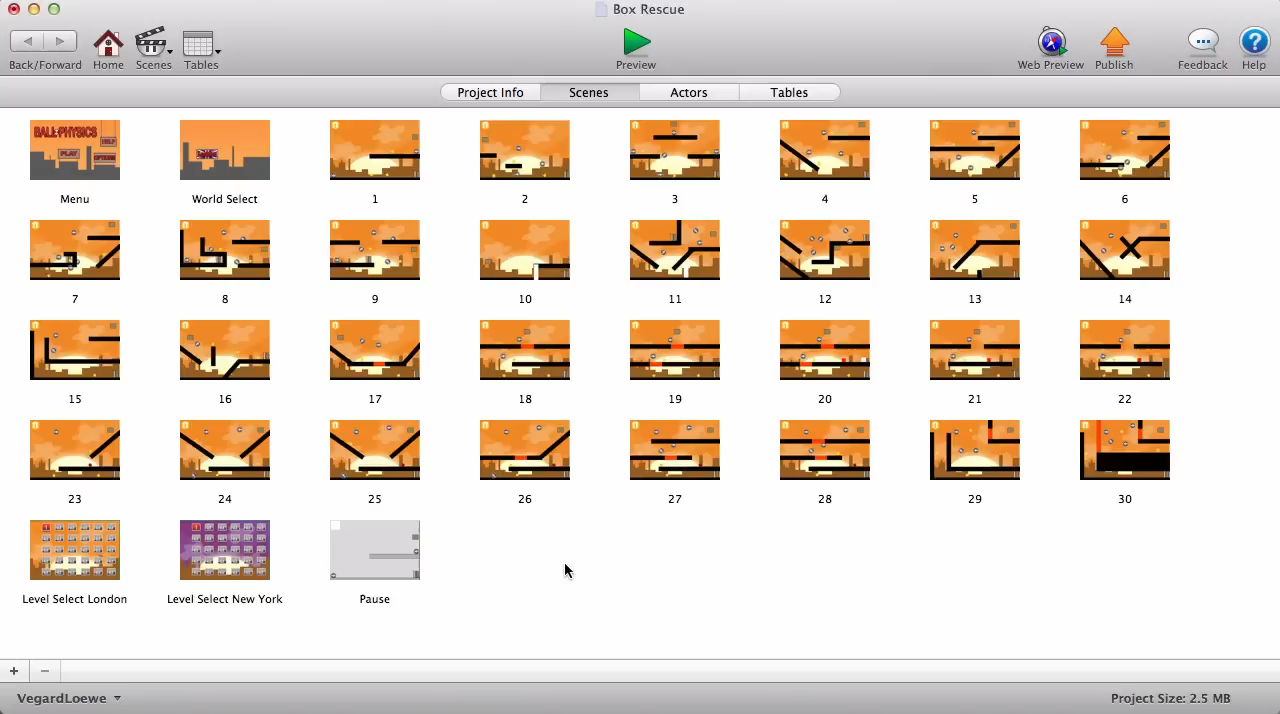 Box Rescue
Back/Forward Home Scenes Tables Preview Web Preview Publish Feedback Help
Project Info Scenes Actors Tables
BALL PHYSICS
HELP
PLAY
OPTIONS
Menu World Select 1 2 3 4 5 6
7 8 9 10 11 12 13 14
15 16 17 18 19 20 21 22
23 24 25 26 27 28 29 30
Level Select London Level Select New York Pause
VegardLoewe Project Size: 2.5 MB